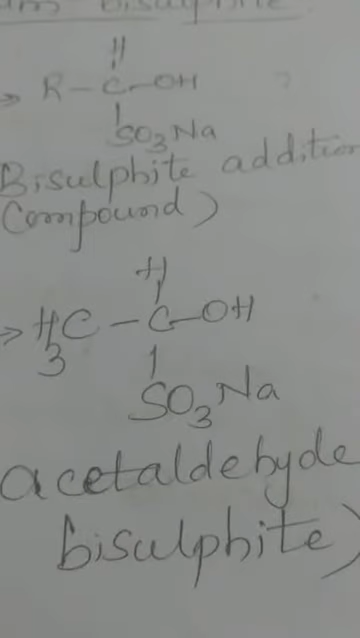 H
→ R - C - OH
|
SO3Na
Bisulphite addition
Compound)
H
→ H3C - C - OH
|
SO3Na
acetaldehyde
bisulphite)